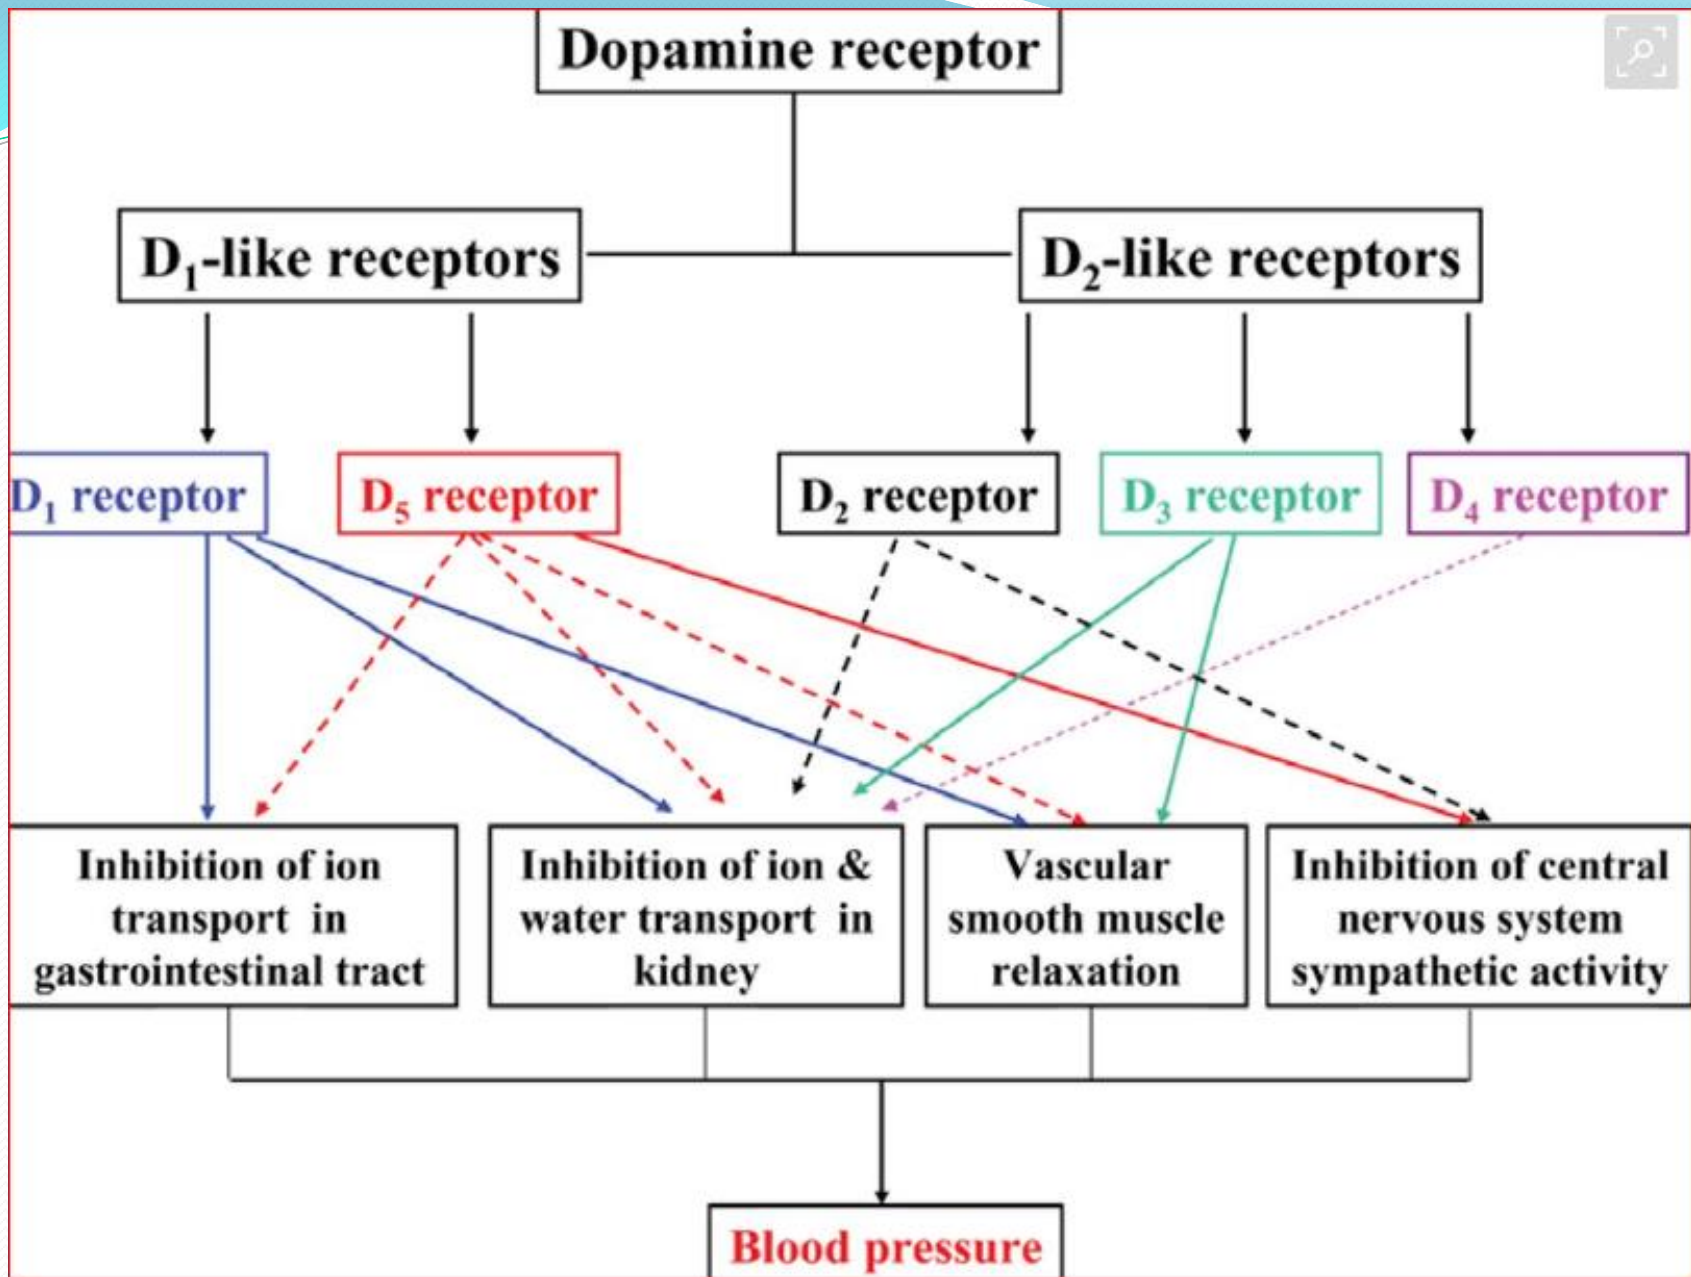 Dopamine receptor
D₁-like receptors
D₂-like receptors
D₁ receptor
D₅ receptor
D₂ receptor
D₃ receptor
D₄ receptor
Inhibition of ion
transport in
gastrointestinal tract
Inhibition of ion &
water transport in
kidney
Vascular
smooth muscle
relaxation
Inhibition of central
nervous system
sympathetic activity
Blood pressure